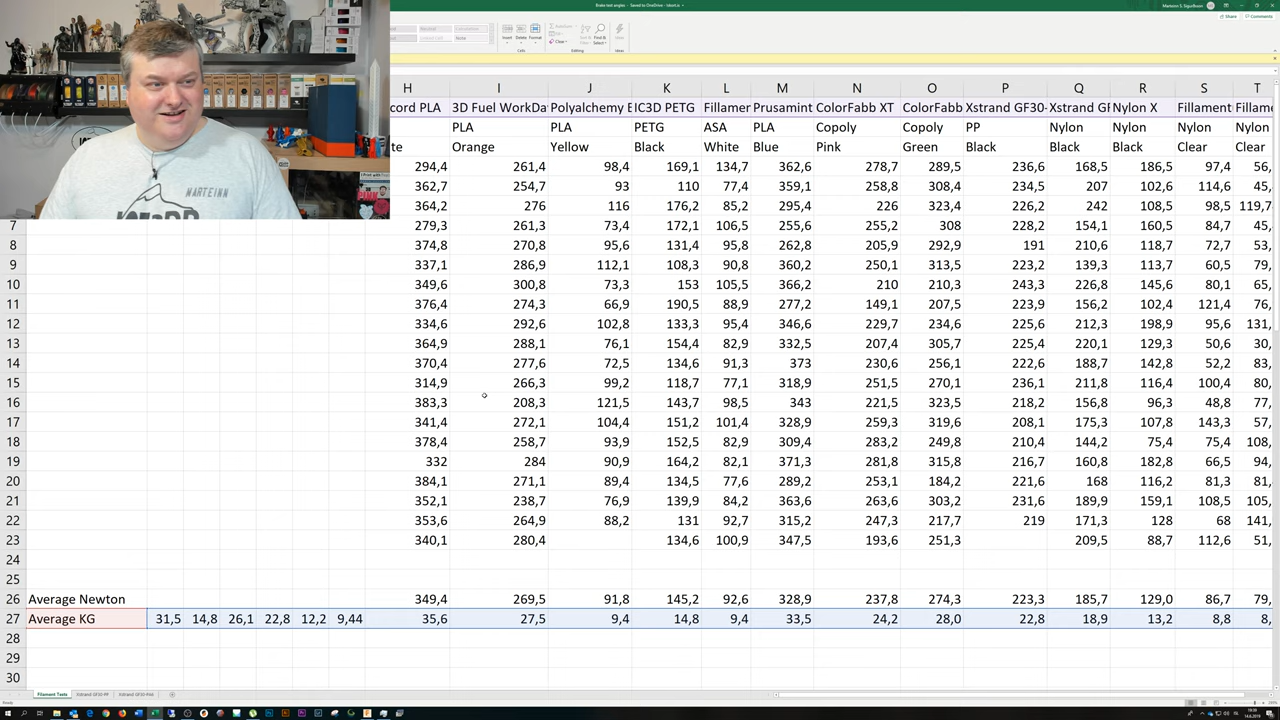 Brake test angles - Saved to OneDrive
Share Comments
Insert Delete Format Clear Find & Select
Cells Editing Ideas
MARTEINN
H I J K L M N O P Q R S T
cord PLA 3D Fuel WorkDa Polyalchemy E IC3D PETG Fillamer Prusamint ColorFabb XT ColorFabb Xstrand GF30- Xstrand GF Nylon X Fillament Fillame
PLA PLA PETG ASA PLA Copoly Copoly PP Nylon Nylon Nylon Nylon
te Orange Yellow Black White Blue Pink Green Black Black Black Clear Clear
294,4 261,4 98,4 169,1 134,7 362,6 278,7 289,5 236,6 168,5 136,5 97,4 56,
362,7 254,7 93 110 77,4 359,1 258,8 308,4 234,5 207 102,6 114,6 45,
364,2 276 116 176,2 85,2 295,4 220 323,4 226,2 242 108,5 98,5 119,7
7 279,3 261,3 73,4 172,1 106,5 255,6 255,2 308 228,2 154,1 160,5 84,7 45,
8 374,8 270,8 95,6 131,4 95,8 262,8 205,9 292,9 191 210,6 118,7 72,7 53,
9 337,1 286,9 112,1 108,3 90,8 360,2 250,1 313,5 223,2 139,3 113,7 60,5 79,
10 349,6 300,8 73,3 153 105,5 366,2 210 210,3 243,3 226,8 145,6 80,1 65,
11 376,4 274,3 66,9 190,5 88,9 277,2 149,1 207,5 223,9 156,2 102,4 121,4 76,
12 334,6 292,6 102,8 133,3 95,4 346,6 229,7 234,6 225,6 212,3 198,9 95,6 131,
13 364,9 288,1 76,1 154,4 82,9 332,5 207,4 305,7 225,4 220,1 129,3 50,6 30,
14 370,4 277,6 72,5 134,6 91,3 373 230,6 256,1 222,6 188,7 142,8 52,2 83,
15 314,9 266,3 99,2 118,7 77,1 318,9 251,5 270,1 236,1 211,8 116,4 100,4 80,
16 383,3 208,3 121,5 143,7 98,5 343 221,5 323,5 218,2 156,8 96,3 48,8 77,
17 341,4 272,1 104,4 151,2 101,4 328,9 259,3 319,6 208,1 175,3 107,8 143,3 57,
18 378,4 258,7 93,9 152,5 82,9 309,4 283,2 249,8 210,4 144,2 75,4 75,4 108,
19 332 284 90,9 164,2 82,1 371,3 281,8 315,8 216,7 160,8 182,8 66,5 94,
20 384,1 271,1 89,4 134,5 77,6 289,2 253,1 184,2 221,6 168 116,2 81,3 81,
21 352,1 238,7 76,9 139,9 84,2 363,6 263,6 303,2 231,6 189,9 159,1 108,5 105,
22 353,6 264,9 88,2 131 92,7 315,2 247,3 217,7 219 171,3 128 68 141,
23 340,1 280,4 134,6 100,9 347,5 193,6 251,3 209,5 88,7 112,6 51,
24
25
26 Average Newton 349,4 269,5 91,8 145,2 92,6 328,9 237,8 274,3 223,3 185,7 129,0 86,7 79,
27 Average KG 31,5 14,8 26,1 22,8 12,2 9,44 35,6 27,5 9,4 14,8 9,4 33,5 24,2 28,0 22,8 18,9 13,2 8,8 8,
28
29
30
Filament Tests Xstrand GF30-PP Xstrand GF30-PA6